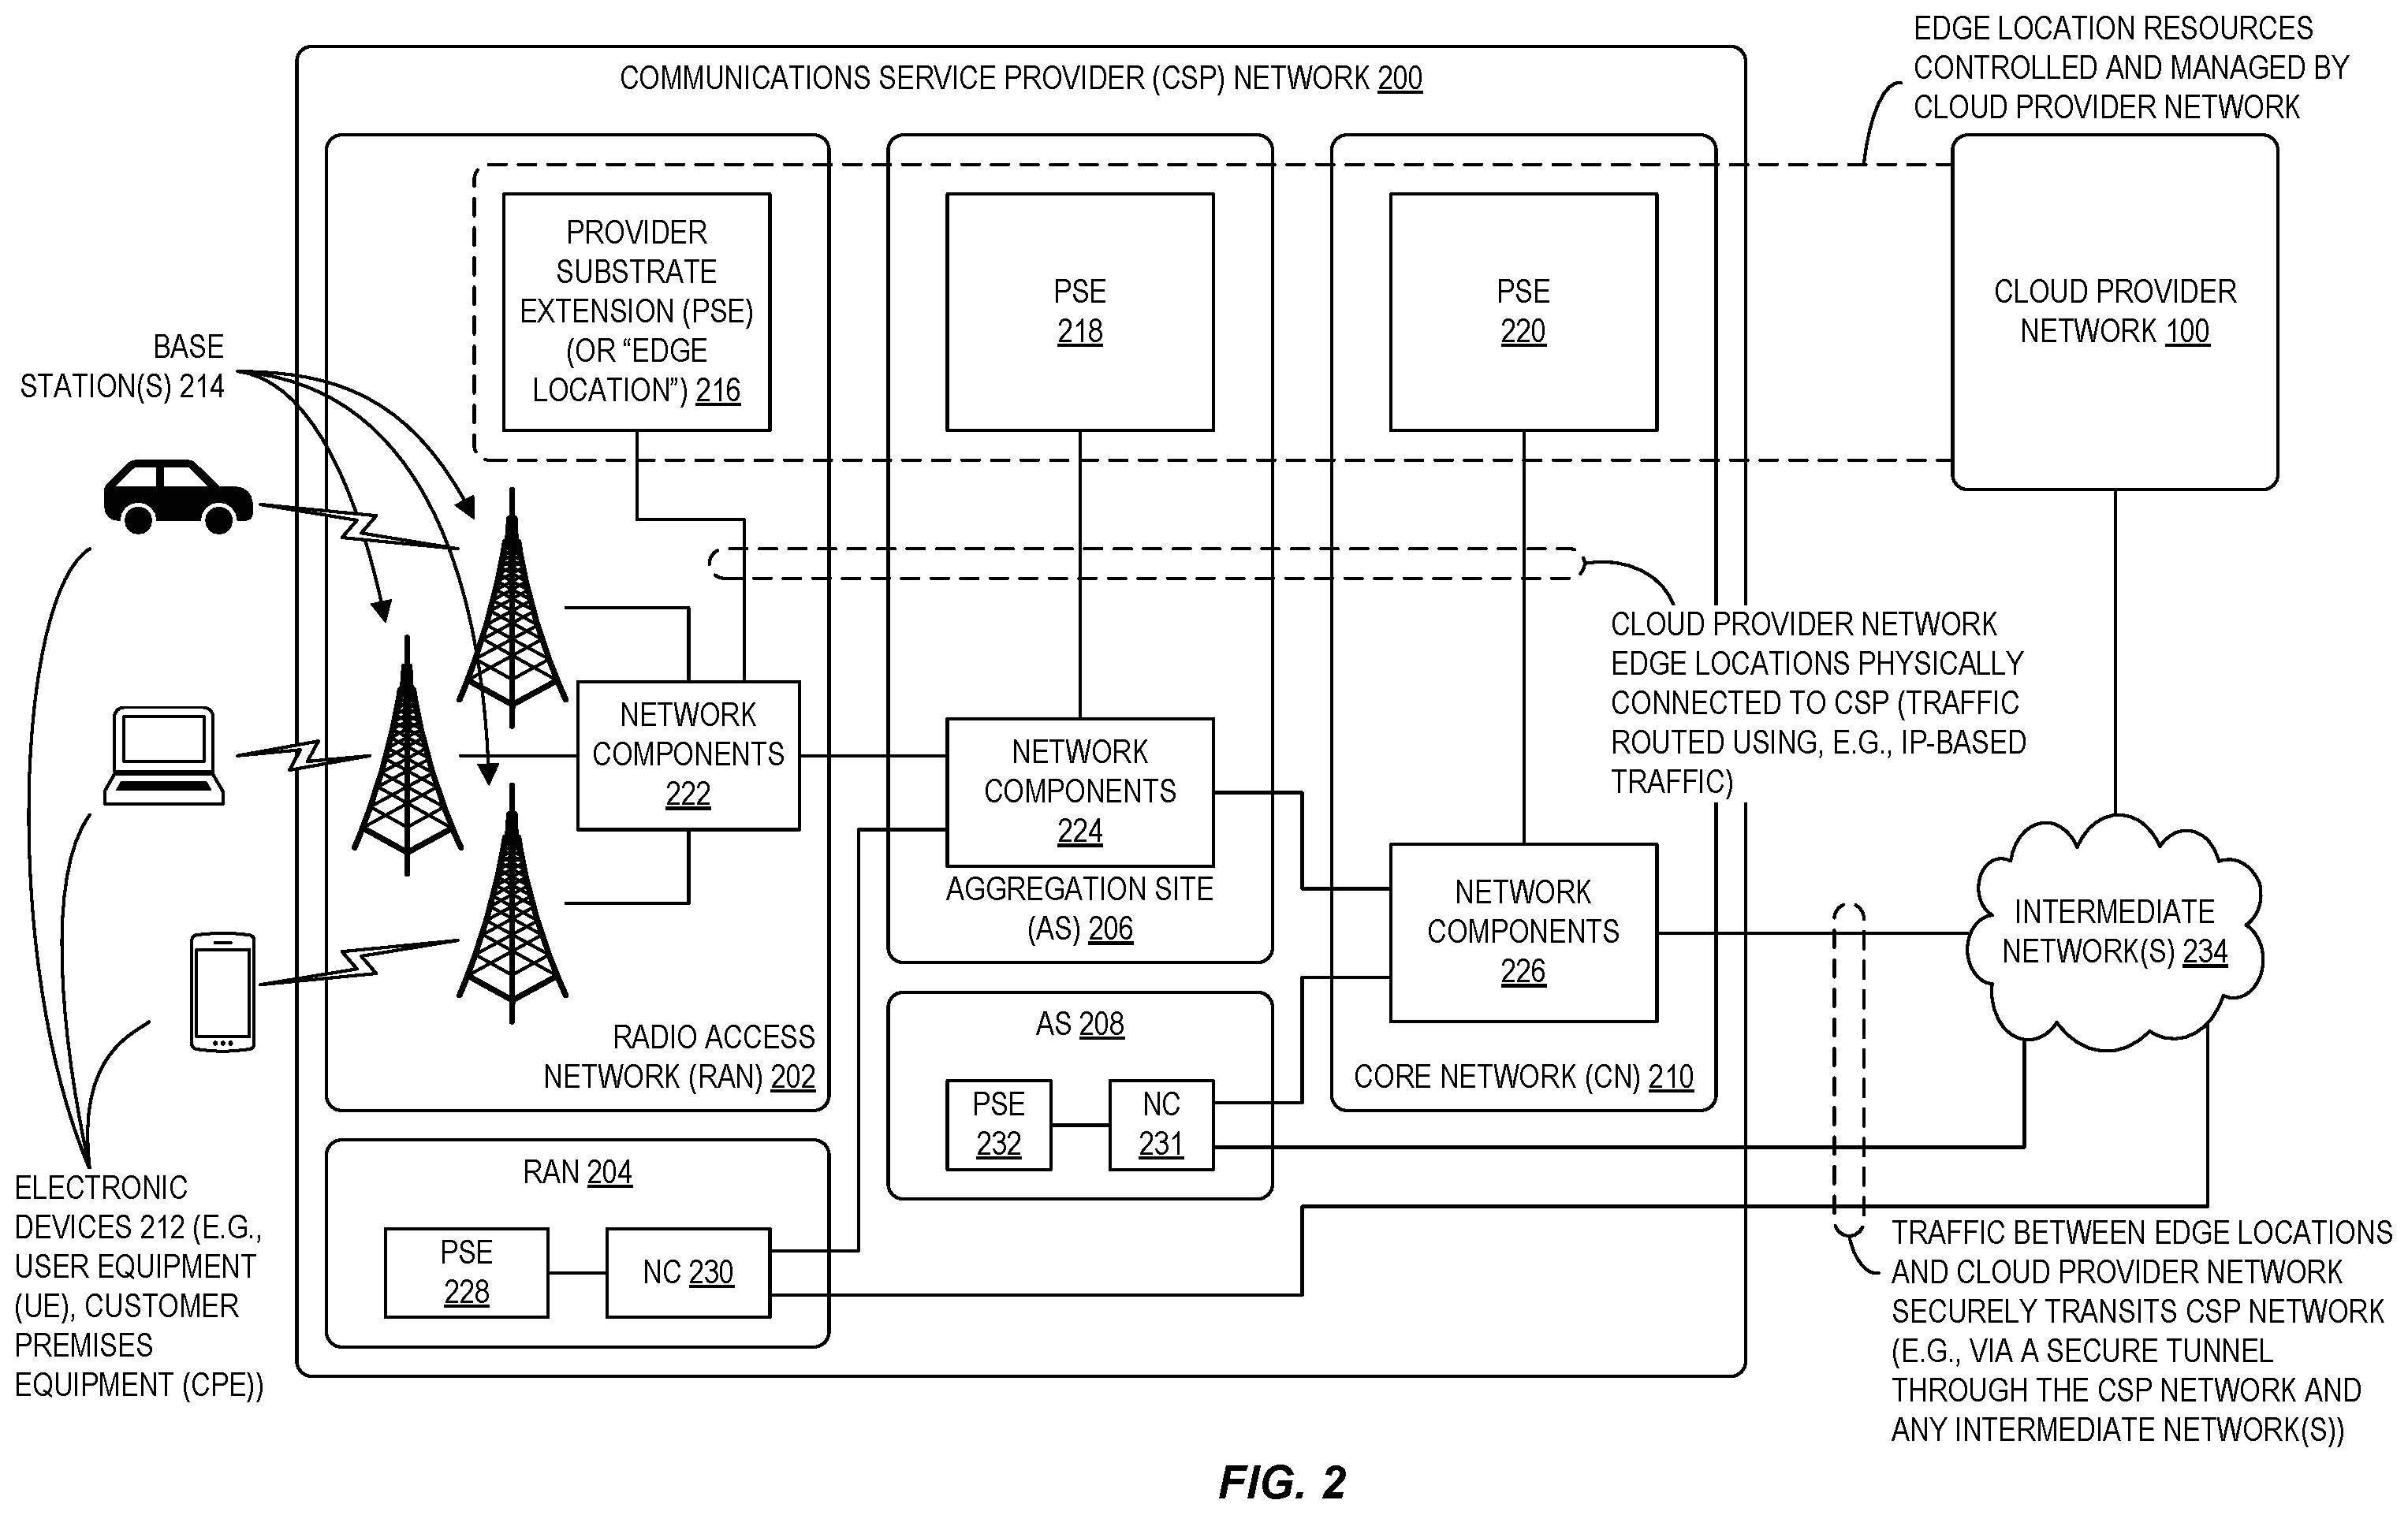 EDGE LOCATION RESOURCES
CONTROLLED AND MANAGED BY
CLOUD PROVIDER NETWORK
COMMUNICATIONS SERVICE PROVIDER (CSP) NETWORK 200
PROVIDER
SUBSTRATE
EXTENSION (PSE)
(OR “EDGE
LOCATION”) 216
PSE
218
PSE
220
CLOUD PROVIDER
NETWORK 100
BASE
STATION(S) 214
CLOUD PROVIDER NETWORK
EDGE LOCATIONS PHYSICALLY
CONNECTED TO CSP (TRAFFIC
ROUTED USING, E.G., IP-BASED
TRAFFIC)
NETWORK
COMPONENTS
222
NETWORK
COMPONENTS
224
AGGREGATION SITE
(AS) 206
NETWORK
COMPONENTS
226
INTERMEDIATE
NETWORK(S) 234
RADIO ACCESS
NETWORK (RAN) 202
AS 208
PSE
232
NC
231
CORE NETWORK (CN) 210
RAN 204
PSE
228
NC 230
ELECTRONIC
DEVICES 212 (E.G.,
USER EQUIPMENT
(UE), CUSTOMER
PREMISES
EQUIPMENT (CPE))
TRAFFIC BETWEEN EDGE LOCATIONS
AND CLOUD PROVIDER NETWORK
SECURELY TRANSITS CSP NETWORK
(E.G., VIA A SECURE TUNNEL
THROUGH THE CSP NETWORK AND
ANY INTERMEDIATE NETWORK(S))
FIG. 2